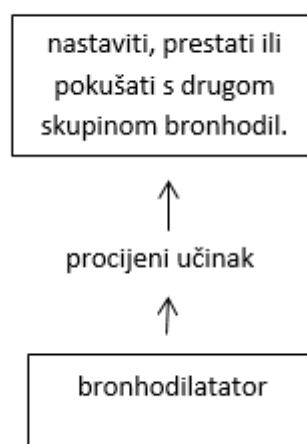 nastaviti, prestati ili
pokušati s drugom
skupinom bronhodil.
procijeni učinak
bronhodilatator